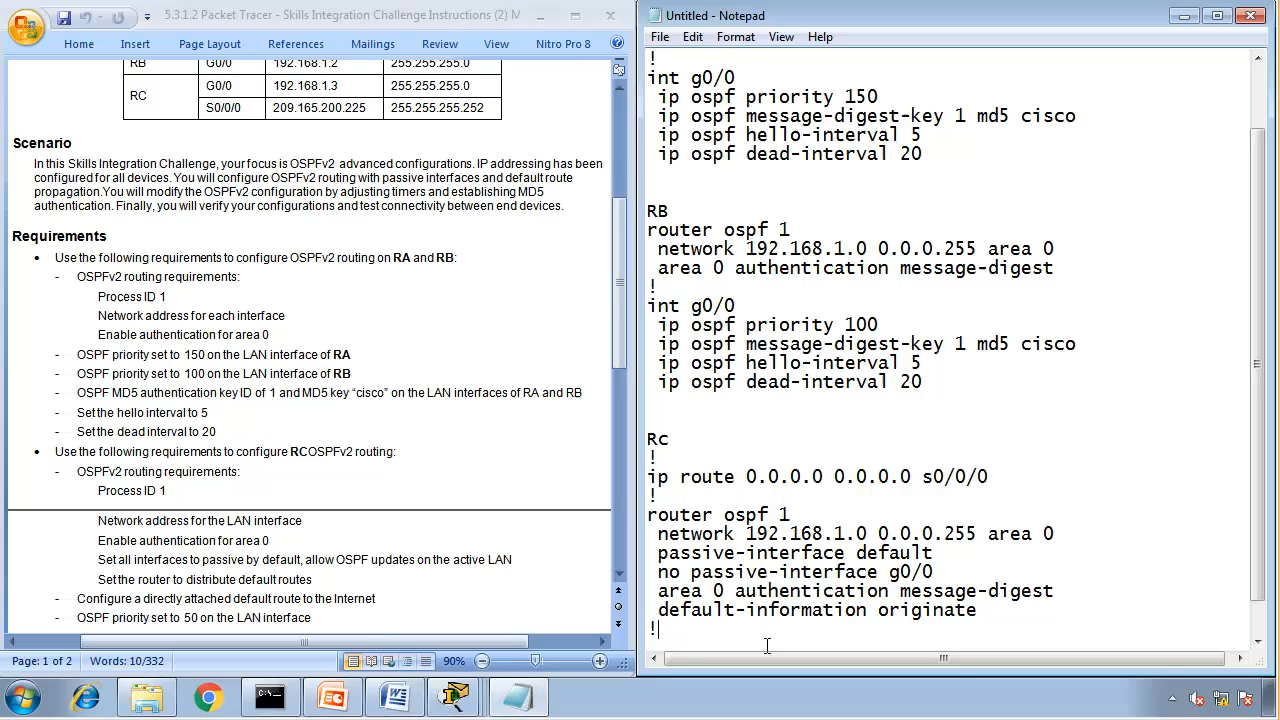 5.3.1.2 Packet Tracer - Skills Integration Challenge Instructions (2) M
Home Insert Page Layout References Mailings Review View Nitro Pro 8
RB G0/0 192.168.1.2 255.255.255.0
RC G0/0 192.168.1.3 255.255.255.0
S0/0/0 209.165.200.225 255.255.255.252
Scenario
In this Skills Integration Challenge, your focus is OSPFv2 advanced configurations. IP addressing has been
configured for all devices. You will configure OSPFv2 routing with passive interfaces and default route
propagation.You will modify the OSPFv2 configuration by adjusting timers and establishing MD5
authentication. Finally, you will verify your configurations and test connectivity between end devices.
Requirements
• Use the following requirements to configure OSPFv2 routing on RA and RB:
- OSPFv2 routing requirements:
Process ID 1
Network address for each interface
Enable authentication for area 0
- OSPF priority set to 150 on the LAN interface of RA
- OSPF priority set to 100 on the LAN interface of RB
- OSPF MD5 authentication key ID of 1 and MD5 key “cisco” on the LAN interfaces of RA and RB
- Set the hello interval to 5
- Set the dead interval to 20
• Use the following requirements to configure RCOSPFv2 routing:
- OSPFv2 routing requirements:
Process ID 1
Network address for the LAN interface
Enable authentication for area 0
Set all interfaces to passive by default, allow OSPF updates on the active LAN
Set the router to distribute default routes
- Configure a directly attached default route to the Internet
- OSPF priority set to 50 on the LAN interface
Page: 1 of 2 Words: 10/332 90%
Untitled - Notepad
File Edit Format View Help
!
int g0/0
ip ospf priority 150
ip ospf message-digest-key 1 md5 cisco
ip ospf hello-interval 5
ip ospf dead-interval 20
RB
router ospf 1
network 192.168.1.0 0.0.0.255 area 0
area 0 authentication message-digest
!
int g0/0
ip ospf priority 100
ip ospf message-digest-key 1 md5 cisco
ip ospf hello-interval 5
ip ospf dead-interval 20
Rc
!
ip route 0.0.0.0 0.0.0.0 s0/0/0
!
router ospf 1
network 192.168.1.0 0.0.0.255 area 0
passive-interface default
no passive-interface g0/0
area 0 authentication message-digest
default-information originate
!